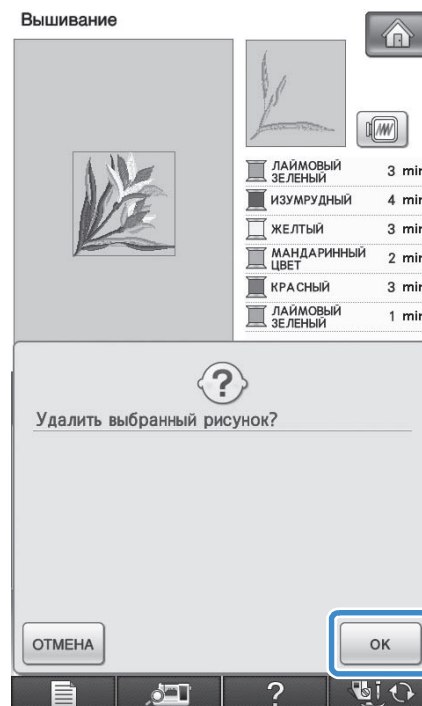 Вышивание
ЛАЙМОВЫЙ
ЗЕЛЕНЫЙ
3 min
ИЗУМРУДНЫЙ 4 min
ЖЕЛТЫЙ 3 min
МАНДАРИННЫЙ
ЦВЕТ
2 min
КРАСНЫЙ 3 min
ЛАЙМОВЫЙ
ЗЕЛЕНЫЙ
1 min
Удалить выбранный рисунок?
ОТМЕНА
ОК
?